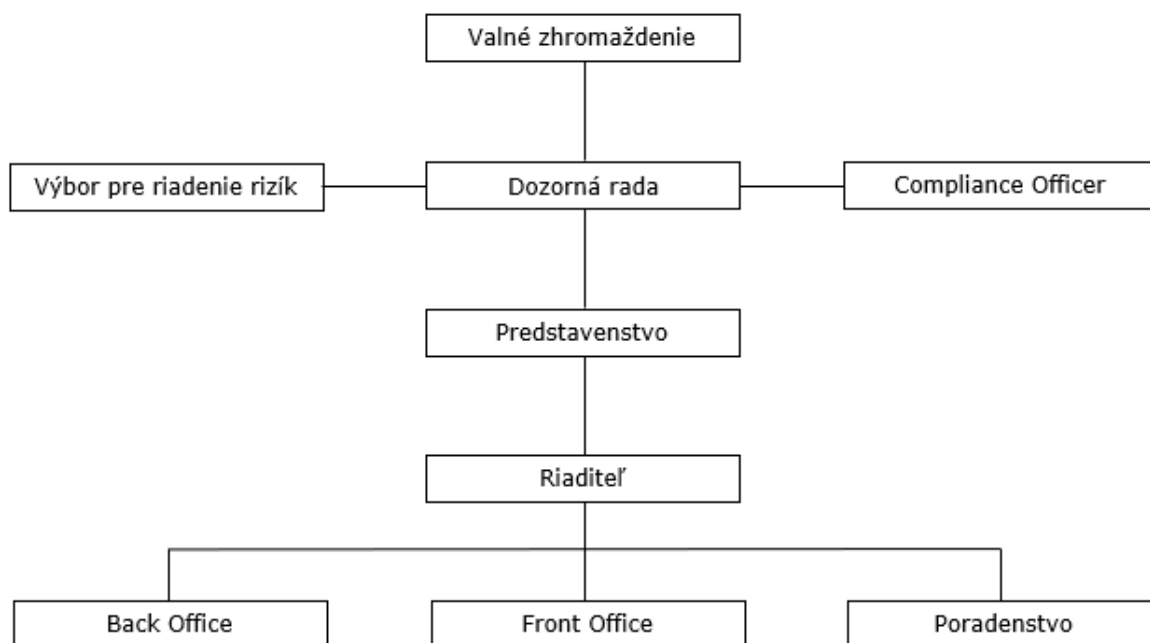 Valné zhromaždenie
Výbor pre riadenie rizík
Dozorná rada
Compliance Officer
Predstavenstvo
Riaditeľ
Back Office
Front Office
Poradenstvo